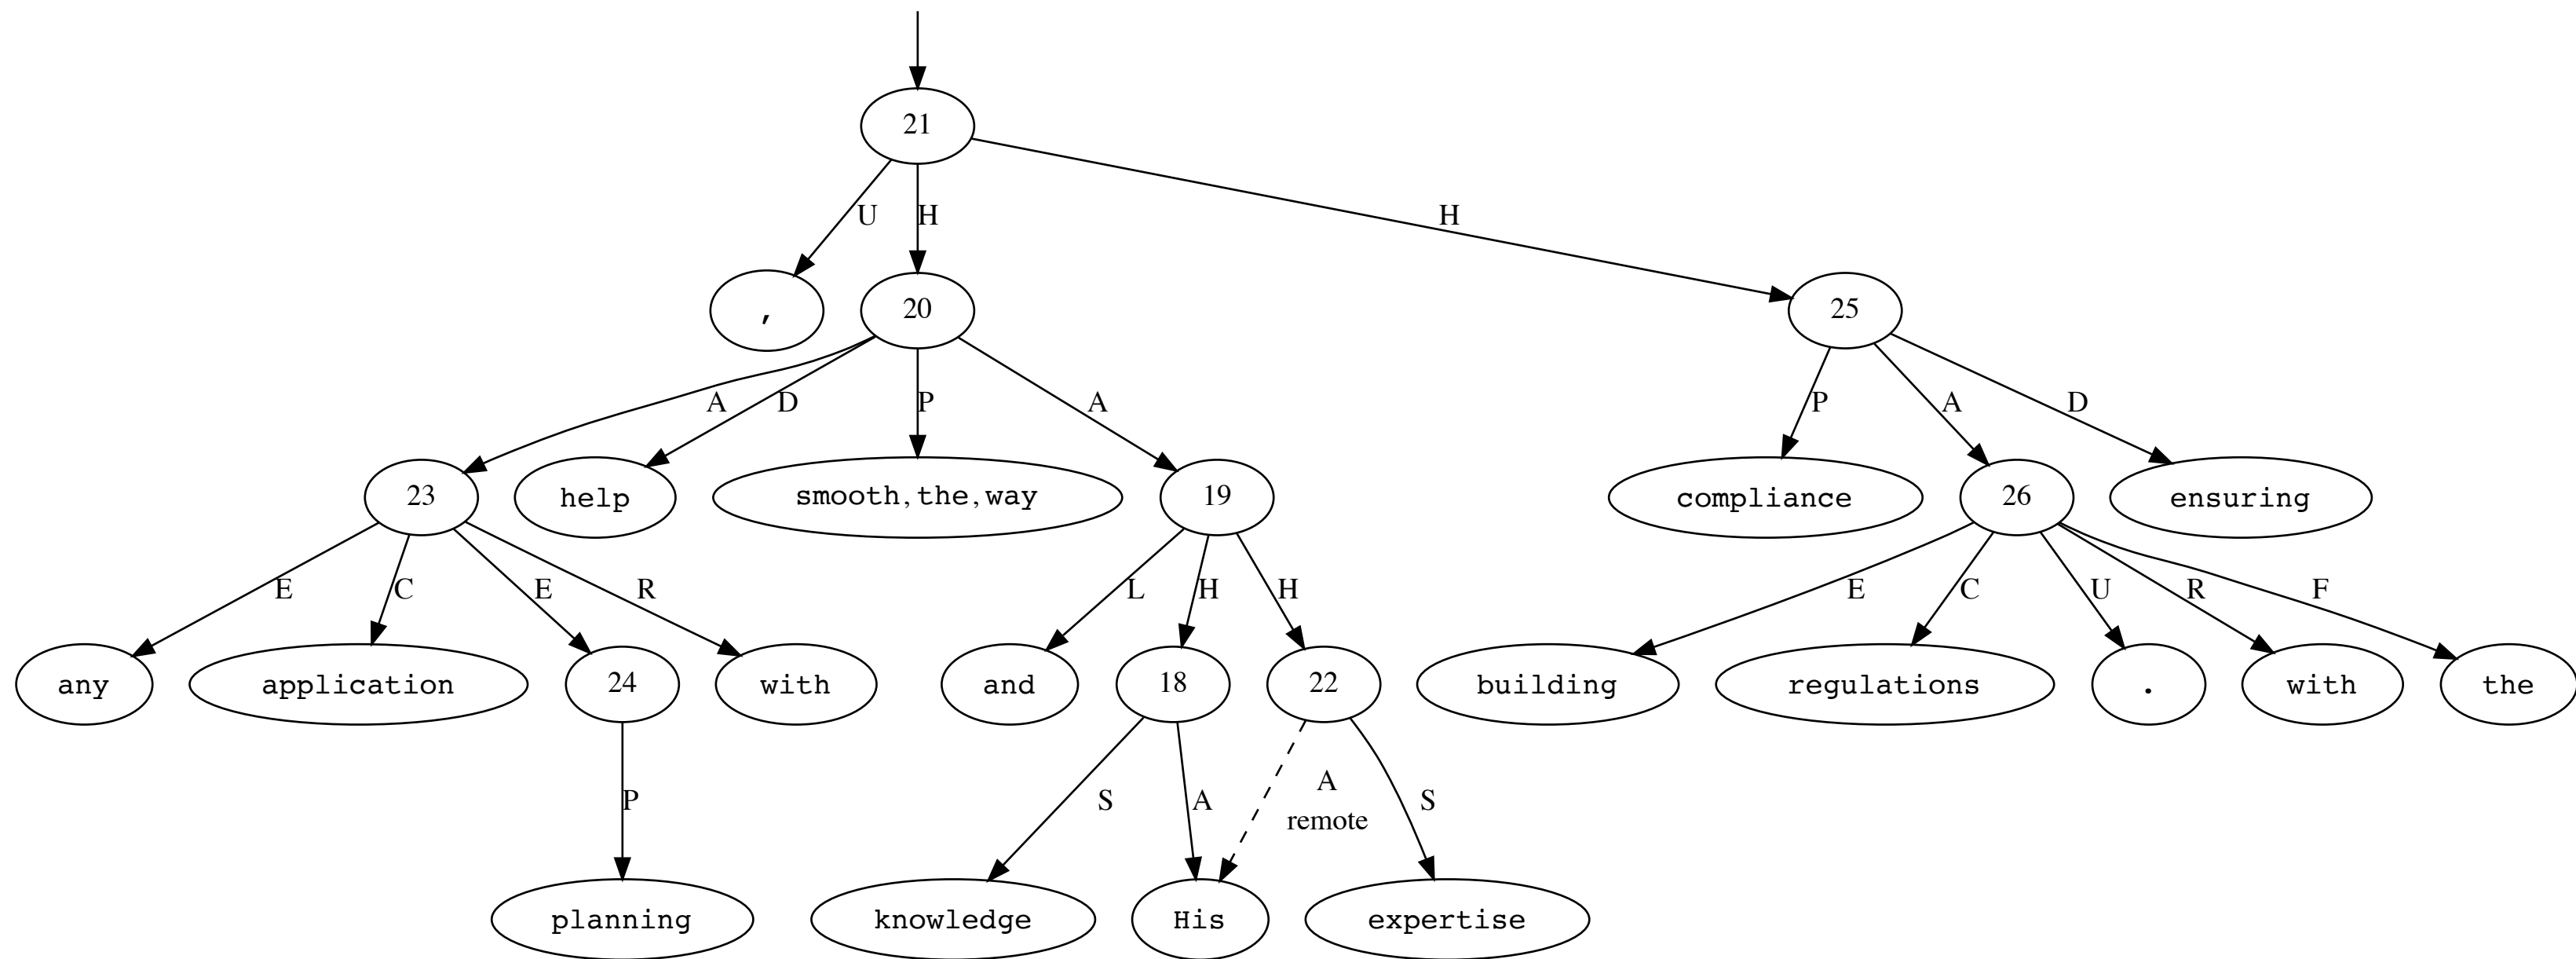 21
U H H
, 20 25
A D P A P A D
23 help smooth,the,way 19 compliance 26 ensuring
E C E R L H H E C U R F
any application 24 with and 18 22 building regulations . with the
P S A A S
remote
planning knowledge His expertise